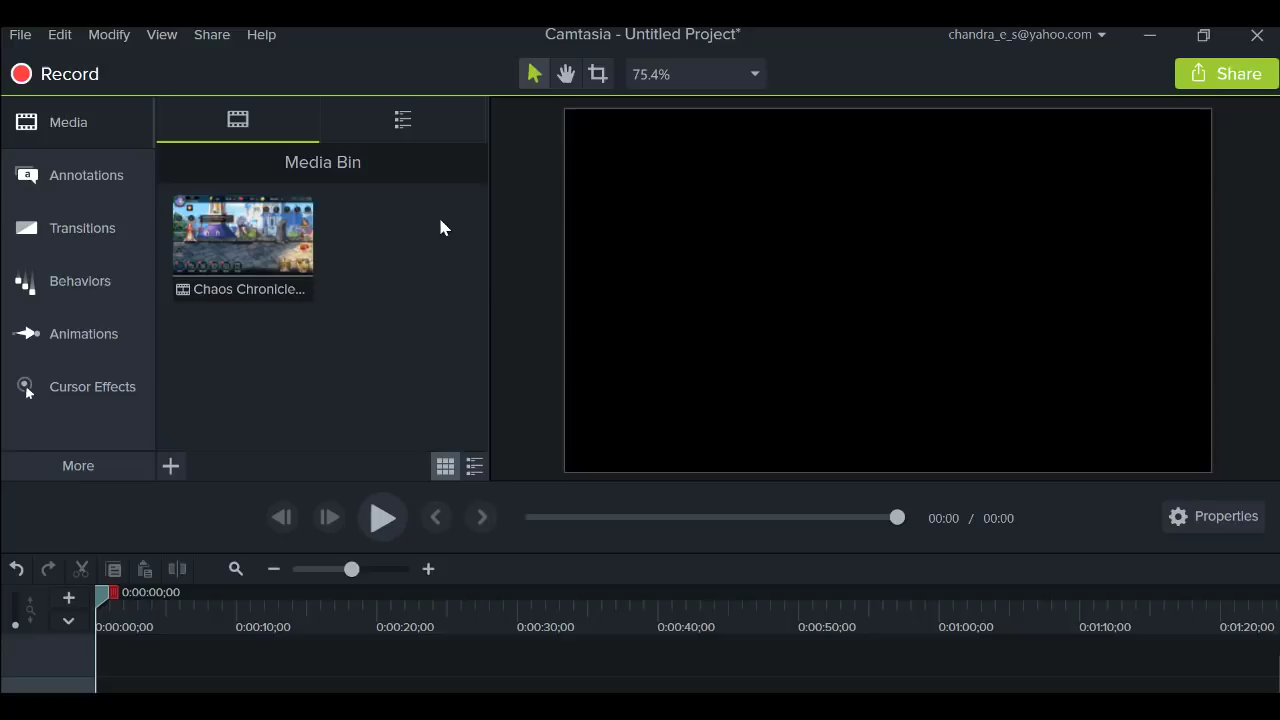 File Edit Modify View Share Help Camtasia - Untitled Project* chandra_e_s@yahoo.com
Record 75.4% Share
Media
Media Bin
Annotations
Transitions
Behaviors
Chaos Chronicle...
Animations
Cursor Effects
More
00:00 / 00:00 Properties
0:00:00;00
0:00:00;00 0:00:10;00 0:00:20;00 0:00:30;00 0:00:40;00 0:00:50;00 0:01:00;00 0:01:10;00 0:01:20;00